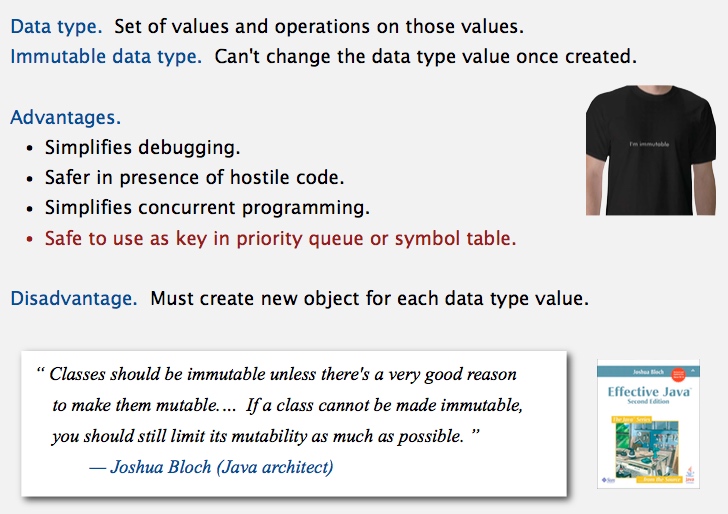 Data type. Set of values and operations on those values.
Immutable data type. Can't change the data type value once created.
Advantages.
• Simplifies debugging.
• Safer in presence of hostile code.
• Simplifies concurrent programming.
• Safe to use as key in priority queue or symbol table.
I'm immutable
Disadvantage. Must create new object for each data type value.
“ Classes should be immutable unless there's a very good reason
to make them mutable.… If a class cannot be made immutable,
you should still limit its mutability as much as possible. ”
— Joshua Bloch (Java architect)
Joshua Bloch
Effective Java™
Second Edition
The Java Series
...from the Source
Sun
Java